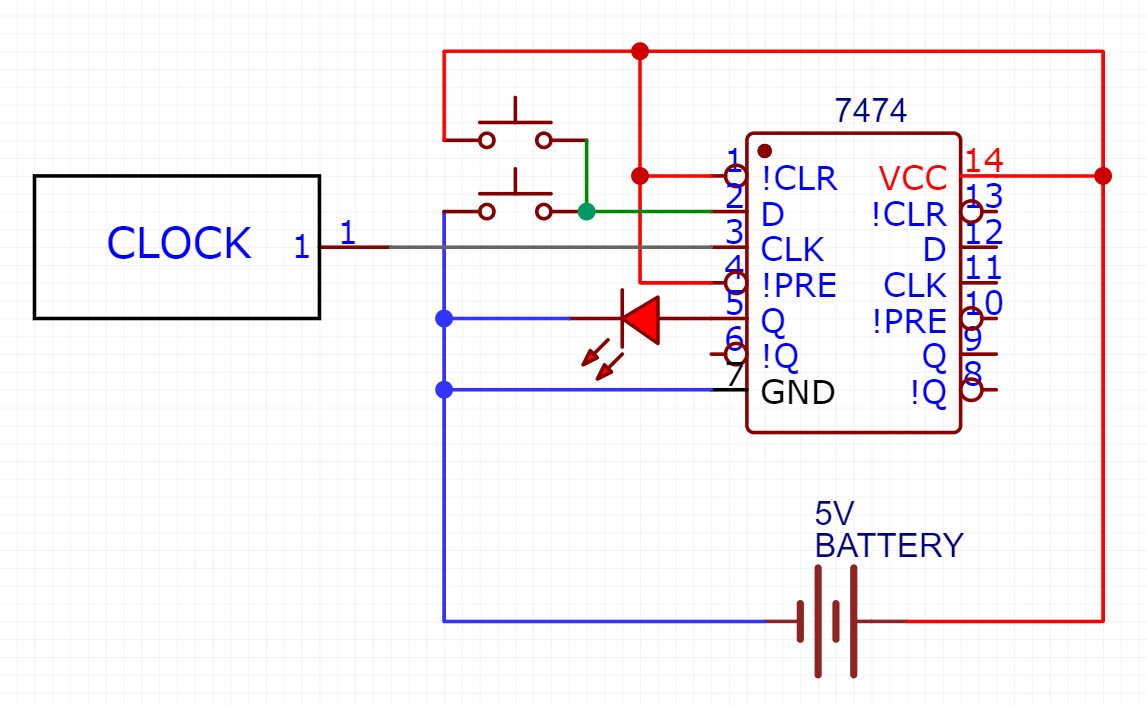 7474
CLOCK 1
1
1
!CLR
2
D
3
CLK
4
!PRE
5
Q
6
!Q
7
GND
14
VCC
13
!CLR
12
D
11
CLK
10
!PRE
9
Q
8
!Q
5V
BATTERY